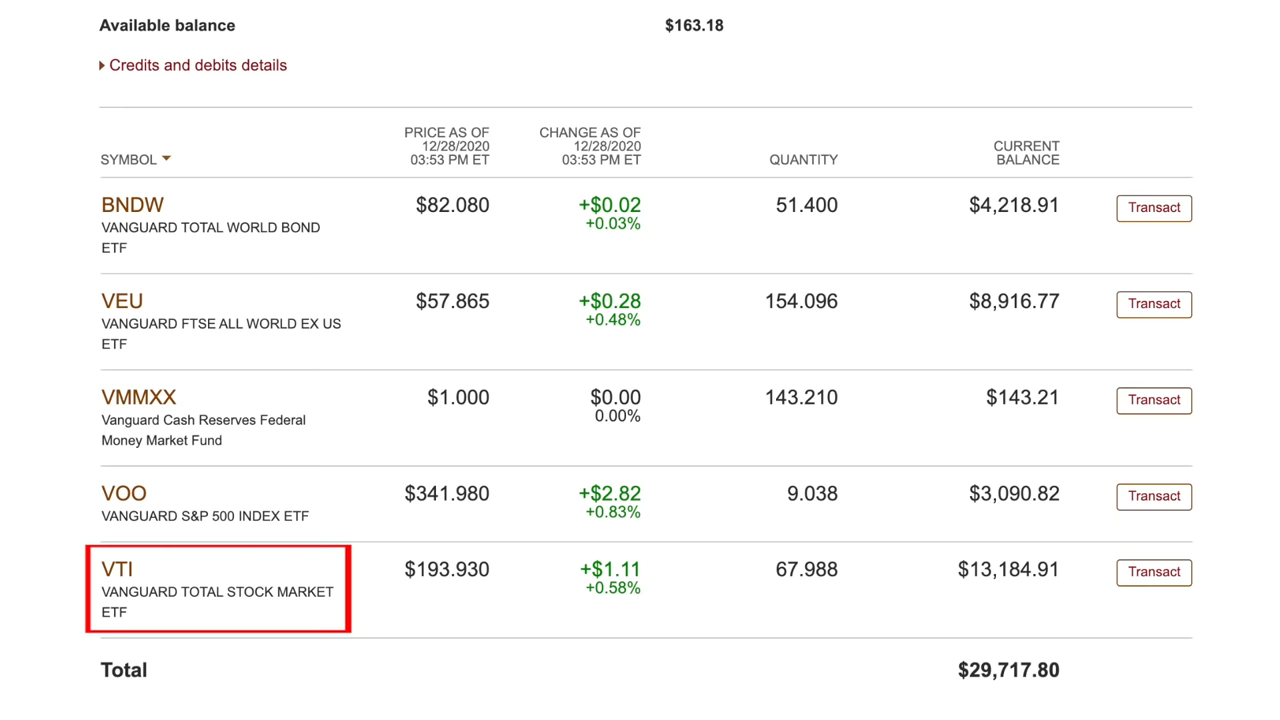 Available balance $163.18
Credits and debits details
SYMBOL PRICE AS OF 12/28/2020 03:53 PM ET CHANGE AS OF 12/28/2020 03:53 PM ET QUANTITY CURRENT BALANCE
BNDW $82.080 +$0.02 51.400 $4,218.91 Transact
+0.03%
VANGUARD TOTAL WORLD BOND
ETF
VEU $57.865 +$0.28 154.096 $8,916.77 Transact
+0.48%
VANGUARD FTSE ALL WORLD EX US
ETF
VMMXX $1.000 $0.00 143.210 $143.21 Transact
0.00%
Vanguard Cash Reserves Federal
Money Market Fund
VOO $341.980 +$2.82 9.038 $3,090.82 Transact
+0.83%
VANGUARD S&P 500 INDEX ETF
VTI $193.930 +$1.11 67.988 $13,184.91 Transact
+0.58%
VANGUARD TOTAL STOCK MARKET
ETF
Total $29,717.80